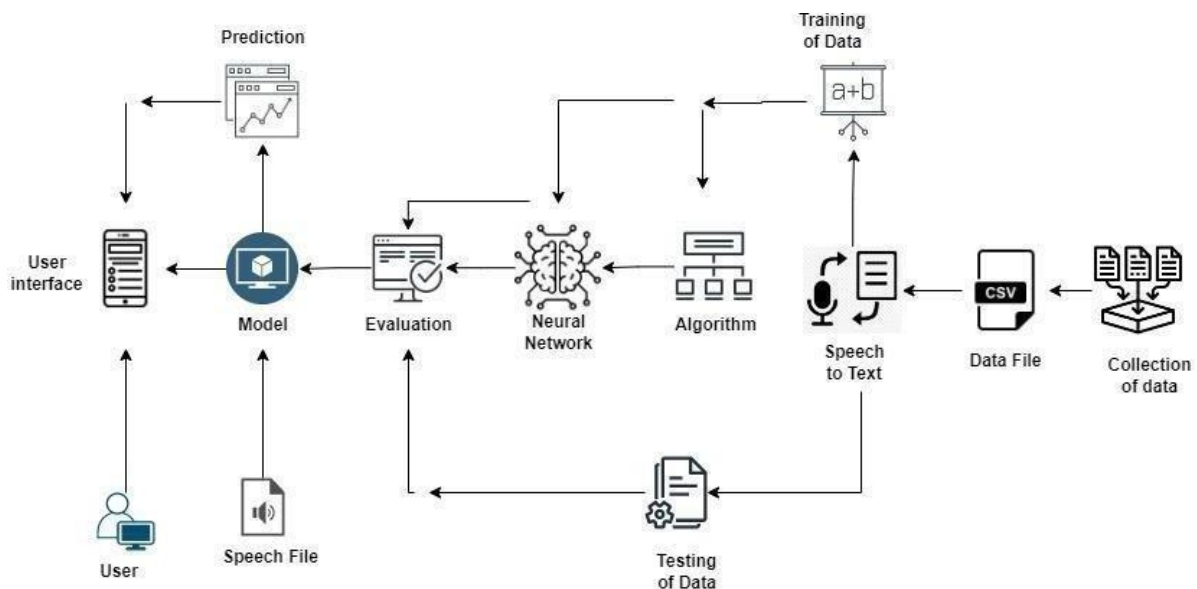 Prediction
Training
of Data
a+b
User
interface
Model
Evaluation
Neural
Network
Algorithm
Speech
to Text
CSV
Data File
Collection
of data
User
Speech File
Testing
of Data